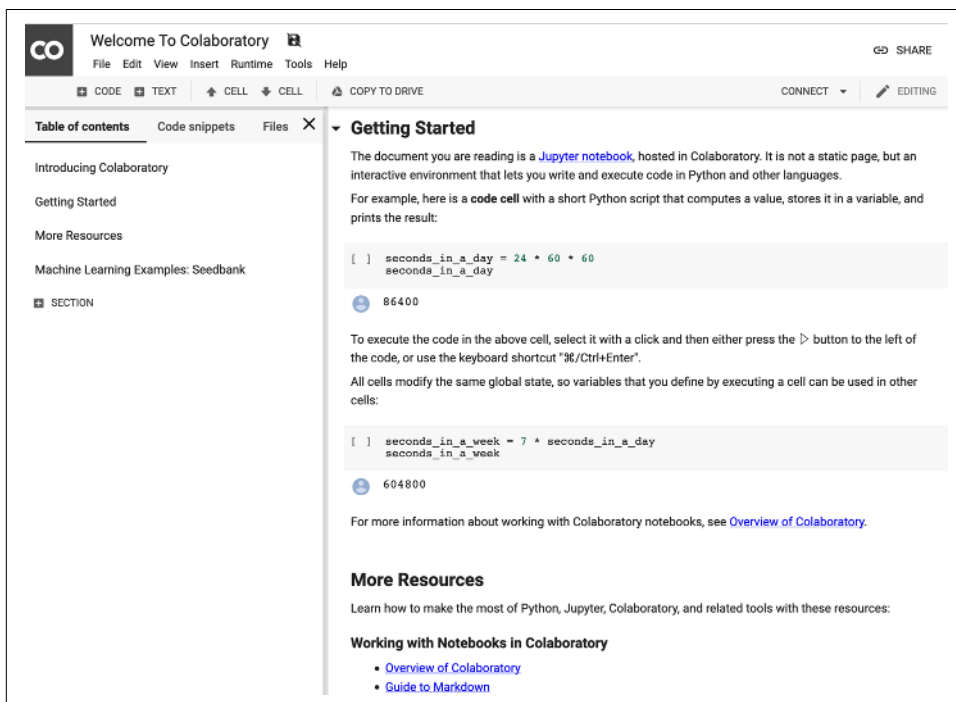 CO
Welcome To Colaboratory
File Edit View Insert Runtime Tools Help
SHARE
CODE TEXT CELL CELL COPY TO DRIVE
CONNECT EDITING
Table of contents Code snippets Files
Introducing Colaboratory
Getting Started
More Resources
Machine Learning Examples: Seedbank
SECTION
Getting Started
The document you are reading is a Jupyter notebook, hosted in Colaboratory. It is not a static page, but an
interactive environment that lets you write and execute code in Python and other languages.
For example, here is a code cell with a short Python script that computes a value, stores it in a variable, and
prints the result:
[ ] seconds_in_a_day = 24 * 60 * 60
seconds_in_a_day
86400
To execute the code in the above cell, select it with a click and then either press the ▷ button to the left of
the code, or use the keyboard shortcut "⌘/Ctrl+Enter".
All cells modify the same global state, so variables that you define by executing a cell can be used in other
cells:
[ ] seconds_in_a_week = 7 * seconds_in_a_day
seconds_in_a_week
604800
For more information about working with Colaboratory notebooks, see Overview of Colaboratory.
More Resources
Learn how to make the most of Python, Jupyter, Colaboratory, and related tools with these resources:
Working with Notebooks in Colaboratory
• Overview of Colaboratory
• Guide to Markdown